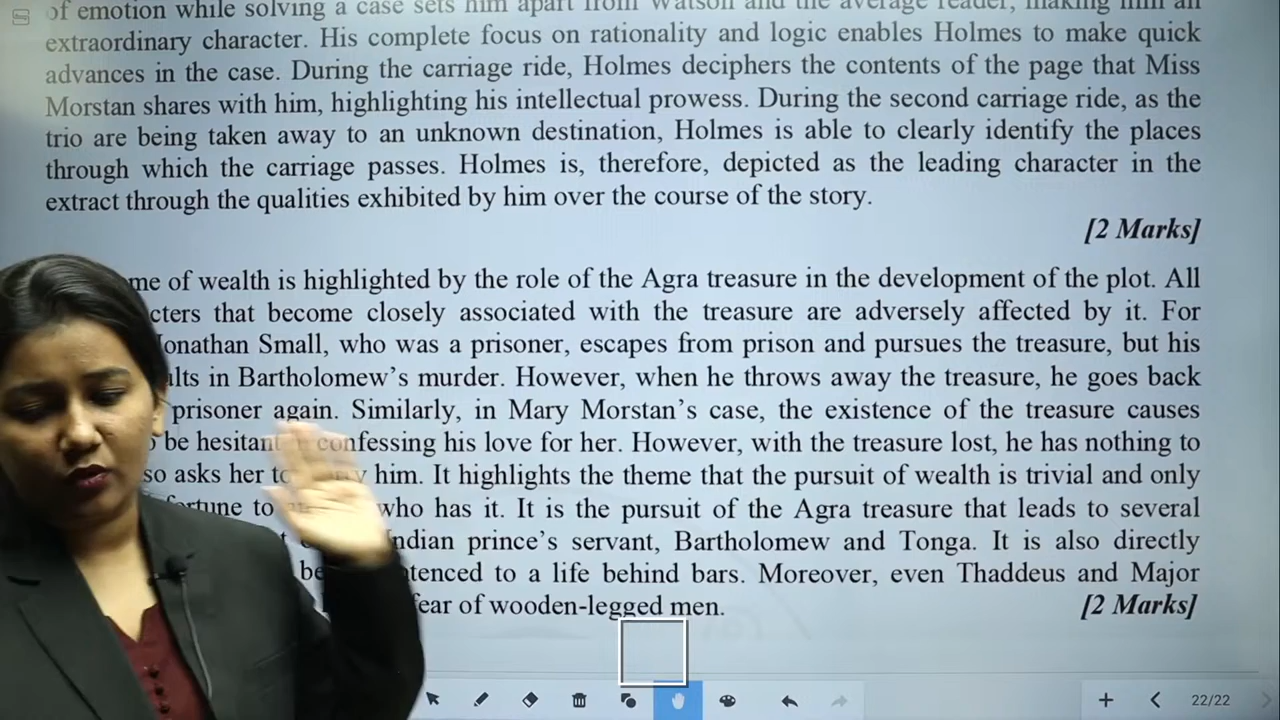 of emotion while solving a case sets him apart from Watson and the average reader, making him an
extraordinary character. His complete focus on rationality and logic enables Holmes to make quick
advances in the case. During the carriage ride, Holmes deciphers the contents of the page that Miss
Morstan shares with him, highlighting his intellectual prowess. During the second carriage ride, as the
trio are being taken away to an unknown destination, Holmes is able to clearly identify the places
through which the carriage passes. Holmes is, therefore, depicted as the leading character in the
extract through the qualities exhibited by him over the course of the story.
[2 Marks]
me of wealth is highlighted by the role of the Agra treasure in the development of the plot. All
cters that become closely associated with the treasure are adversely affected by it. For
Jonathan Small, who was a prisoner, escapes from prison and pursues the treasure, but his
ults in Bartholomew's murder. However, when he throws away the treasure, he goes back
prisoner again. Similarly, in Mary Morstan's case, the existence of the treasure causes
be hesitant confessing his love for her. However, with the treasure lost, he has nothing to
so asks her to him. It highlights the theme that the pursuit of wealth is trivial and only
to who has it. It is the pursuit of the Agra treasure that leads to several
Indian prince's servant, Bartholomew and Tonga. It is also directly
to a life behind bars. Moreover, even Thaddeus and Major
fear of wooden-legged men. [2 Marks]
22/22